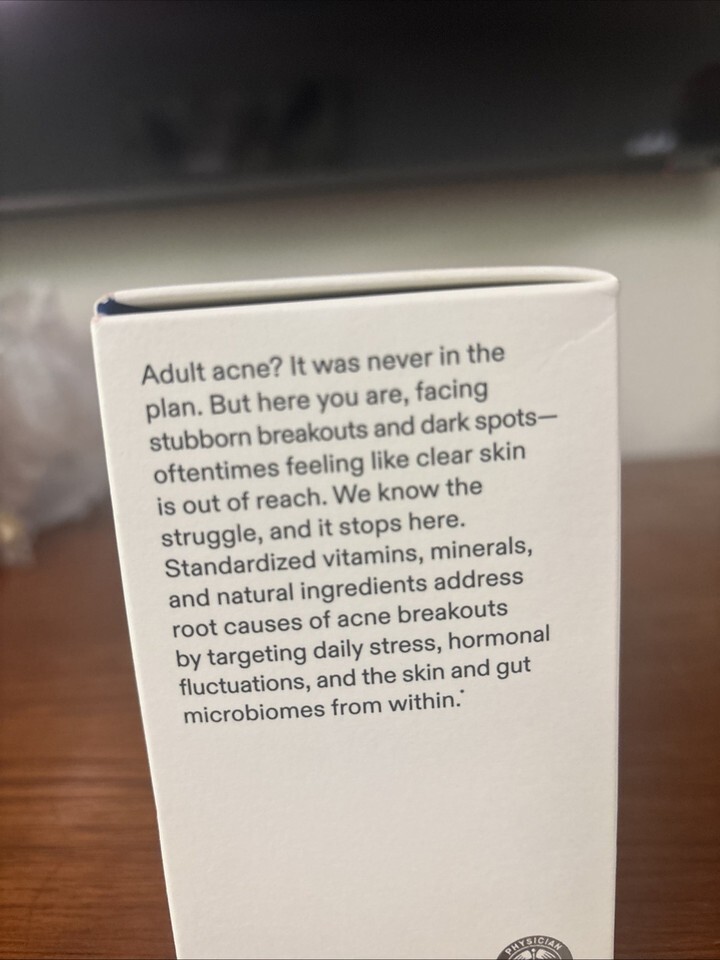 Adult acne? It was never in the
plan. But here you are, facing
stubborn breakouts and dark spots—
oftentimes feeling like clear skin
is out of reach. We know the
struggle, and it stops here.
Standardized vitamins, minerals,
and natural ingredients address
root causes of acne breakouts
by targeting daily stress, hormonal
fluctuations, and the skin and gut
microbiomes from within.*
PHYSICIAN